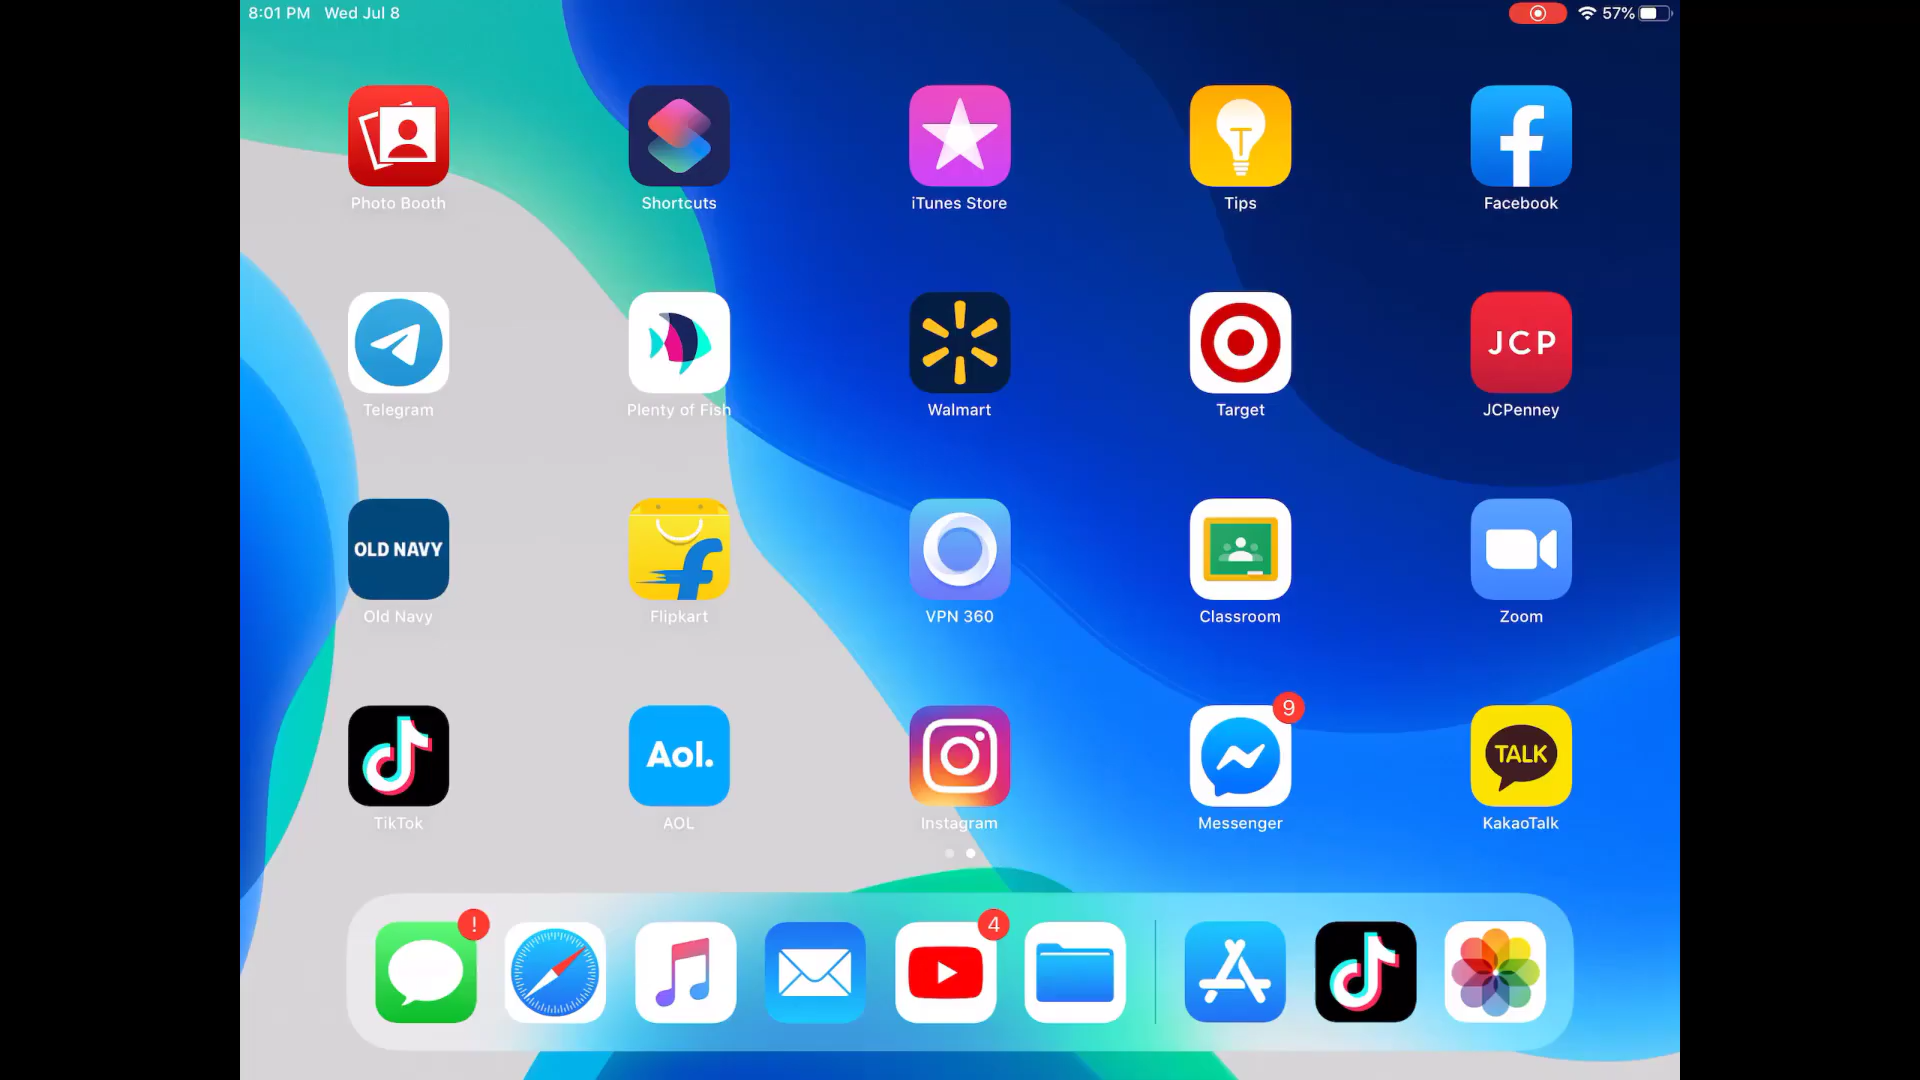 8:01 PM Wed Jul 8
57%
Photo Booth
Shortcuts
iTunes Store
T
Tips
f
Facebook
Telegram
Plenty of Fish
Walmart
Target
JCP
JCPenney
OLD NAVY
Old Navy
f
Flipkart
VPN 360
Classroom
Zoom
TikTok
Aol.
AOL
Instagram
9
Messenger
TALK
KakaoTalk
!
4